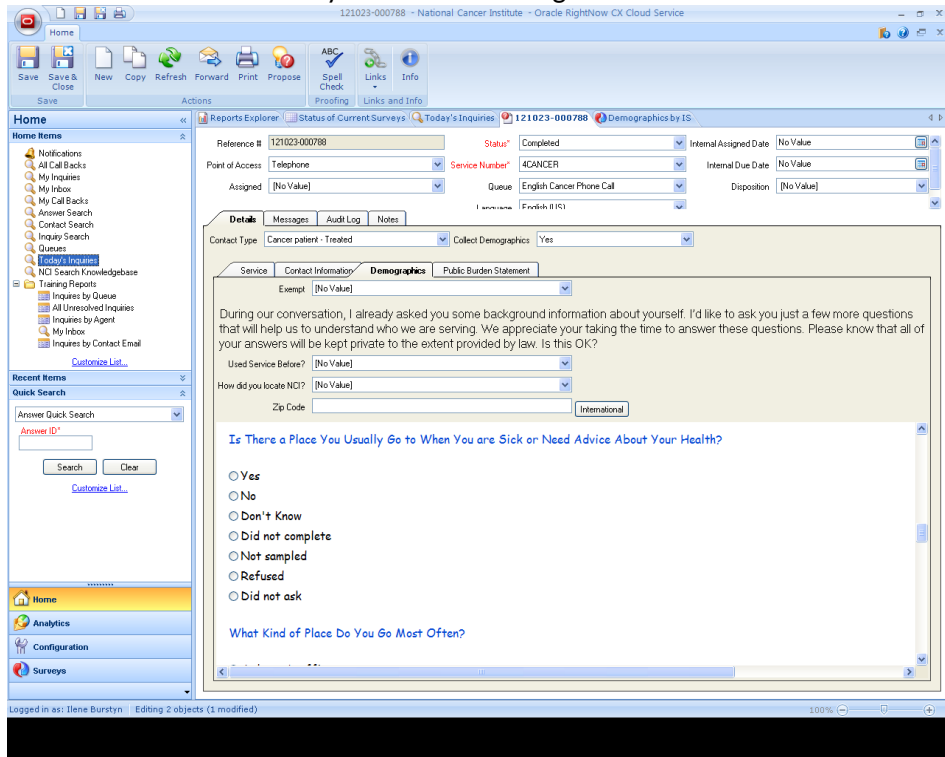 121023-000788 - National Cancer Institute - Oracle RightNow CX Cloud Service
Home
Save
Save & Close
New
Copy
Refresh
Forward
Print
Propose
ABC
Spell Check
Links
Info
Save
Actions
Proofing
Links and Info
Home
Home Items
Notifications
All Call Backs
My Inquiries
My Inbox
My Call Backs
Answer Search
Contact Search
Inquiry Search
Queues
Today's Inquiries
NCI Search Knowledgebase
Training Reports
Inquires by Queue
All Unresolved Inquiries
Inquiries by Agent
My Inbox
Inquires by Contact Email
Customize List...
Recent Items
Quick Search
Answer Quick Search
Answer ID*
Search Clear
Customize List...
Home
Analytics
Configuration
Surveys
Reports Explorer Status of Current Surveys Today's Inquiries 121023-000788 Demographics by IS
Reference # 121023-000788 Status* Completed Internal Assigned Date No Value
Point of Access Telephone Service Number* 4CANCER Internal Due Date No Value
Assigned [No Value] Queue English Cancer Phone Call Disposition [No Value]
Language English (US)
Details Messages Audit Log Notes
Contact Type Cancer patient - Treated Collect Demographics Yes
Service Contact Information Demographics Public Burden Statement
Exempt [No Value]
During our conversation, I already asked you some background information about yourself. I'd like to ask you just a few more questions
that will help us to understand who we are serving. We appreciate your taking the time to answer these questions. Please know that all of
your answers will be kept private to the extent provided by law. Is this OK?
Used Service Before? [No Value]
How did you locate NCI? [No Value]
Zip Code International
Is There a Place You Usually Go to When You are Sick or Need Advice About Your Health?
Yes
No
Don't Know
Did not complete
Not sampled
Refused
Did not ask
What Kind of Place Do You Go Most Often?
Logged in as: Ilene Burstyn Editing 2 objects (1 modified) 100%